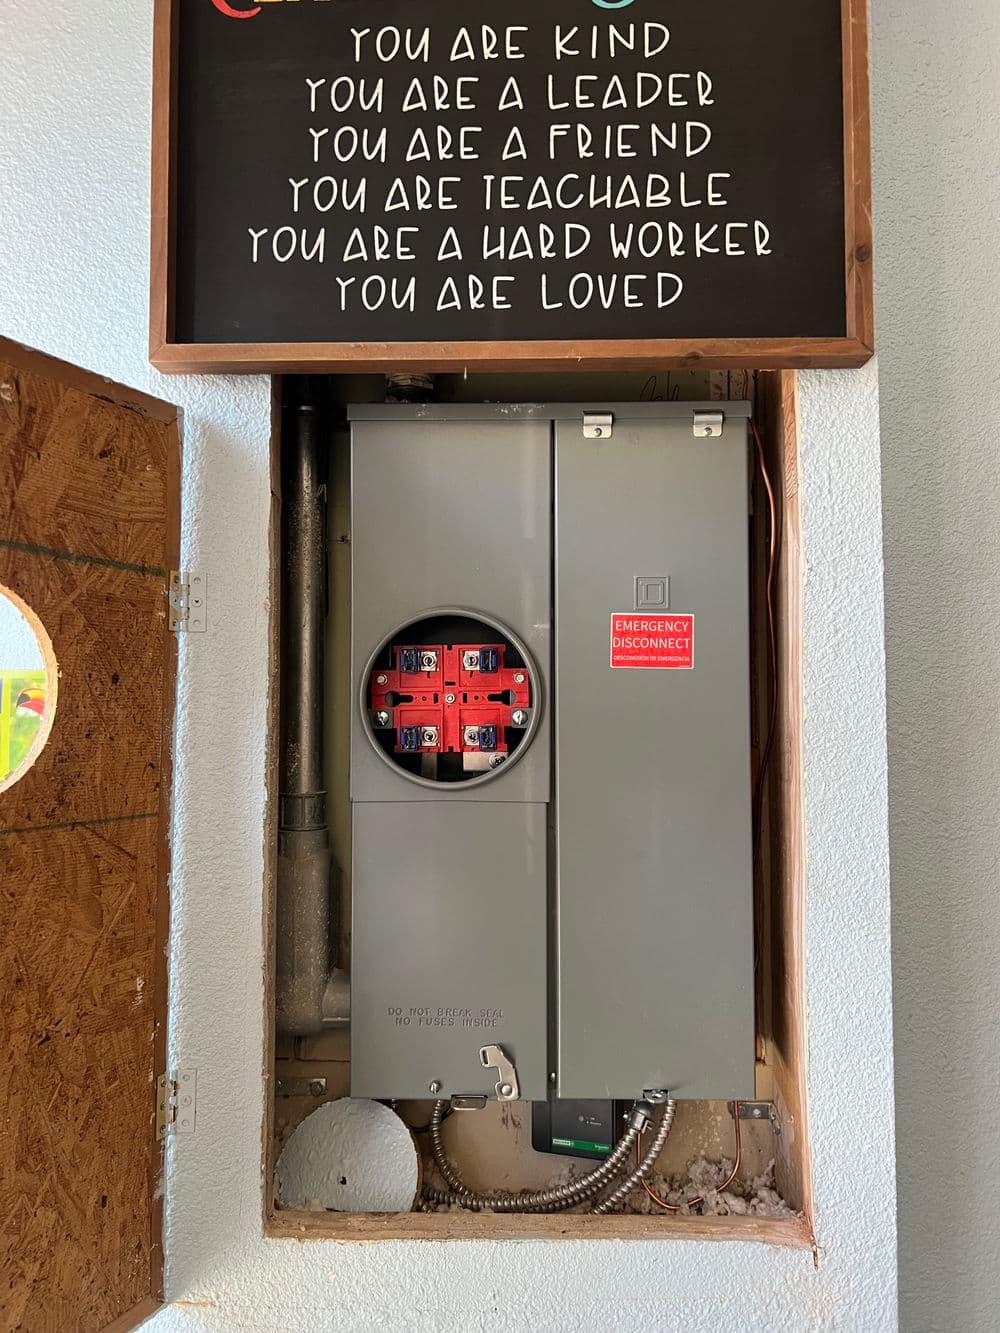 YOU ARE KIND
YOU ARE A LEADER
YOU ARE A FRIEND
YOU ARE TEACHABLE
YOU ARE A HARD WORKER
YOU ARE LOVED
EMERGENCY
DISCONNECT
DESCONEXIÓN DE EMERGENCIA
DO NOT BREAK SEAL
NO FUSES INSIDE